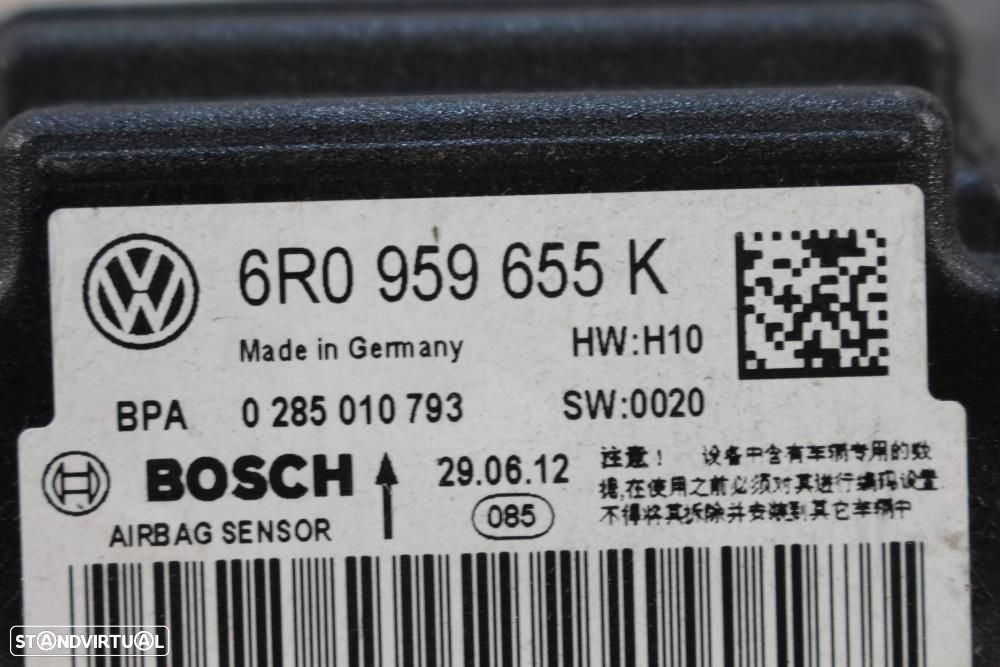 6R0 959 655 K
Made in Germany HW:H10
BPA 0 285 010 793 SW:0020
BOSCH 29.06.12
085
AIRBAG SENSOR
注意！ 设备中含有车辆专用的数
据,在使用之前必须对其进行编码设置
不得将其拆除并安装到其它车辆中
STANDVIRTUAL